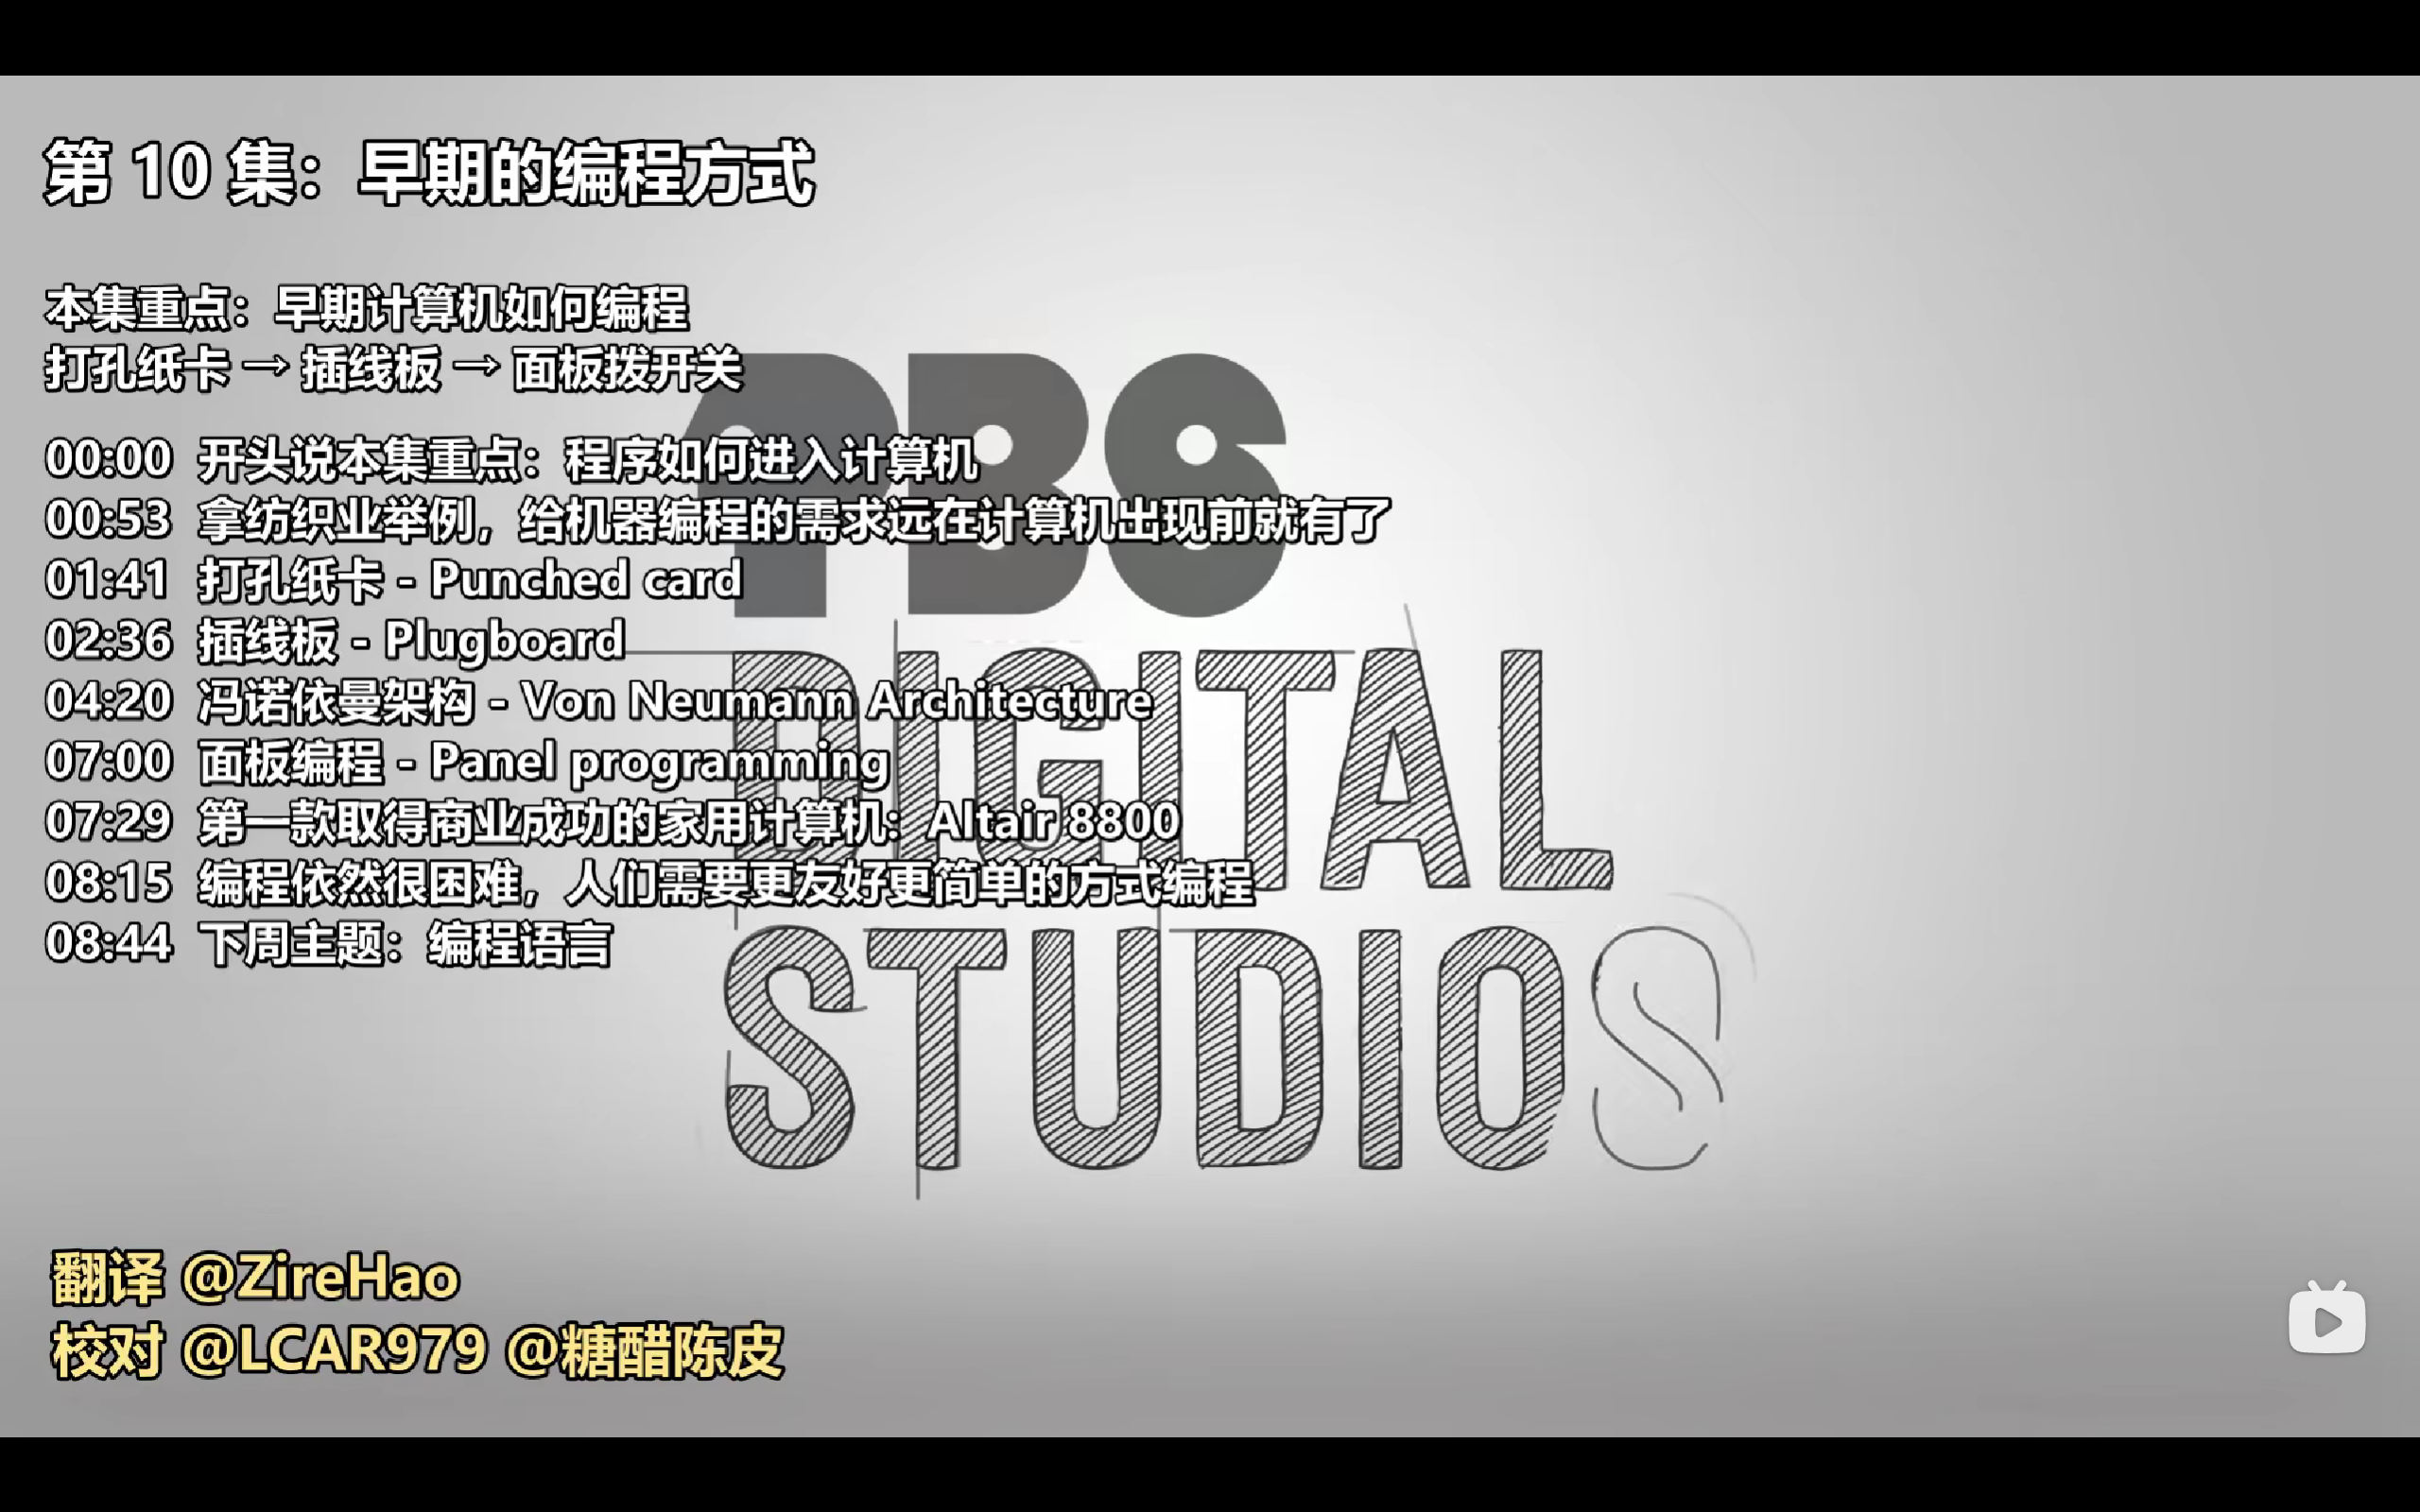 第 10 集：早期的编程方式
本集重点：早期计算机如何编程
打孔纸卡 → 插线板 → 面板拨开关
00:00 开头说本集重点：程序如何进入计算机
00:53 拿纺织业举例，给机器编程的需求远在计算机出现前就有了
01:41 打孔纸卡 - Punched card
02:36 插线板 - Plugboard
04:20 冯诺依曼架构 - Von Neumann Architecture
07:00 面板编程 - Panel programming
07:29 第一款取得商业成功的家用计算机：Altair 8800
08:15 编程依然很困难，人们需要更友好更简单的方式编程
08:44 下周主题：编程语言
PBS
DIGITAL
STUDIOS
翻译 @ZireHao
校对 @LCAR979 @糖醋陈皮